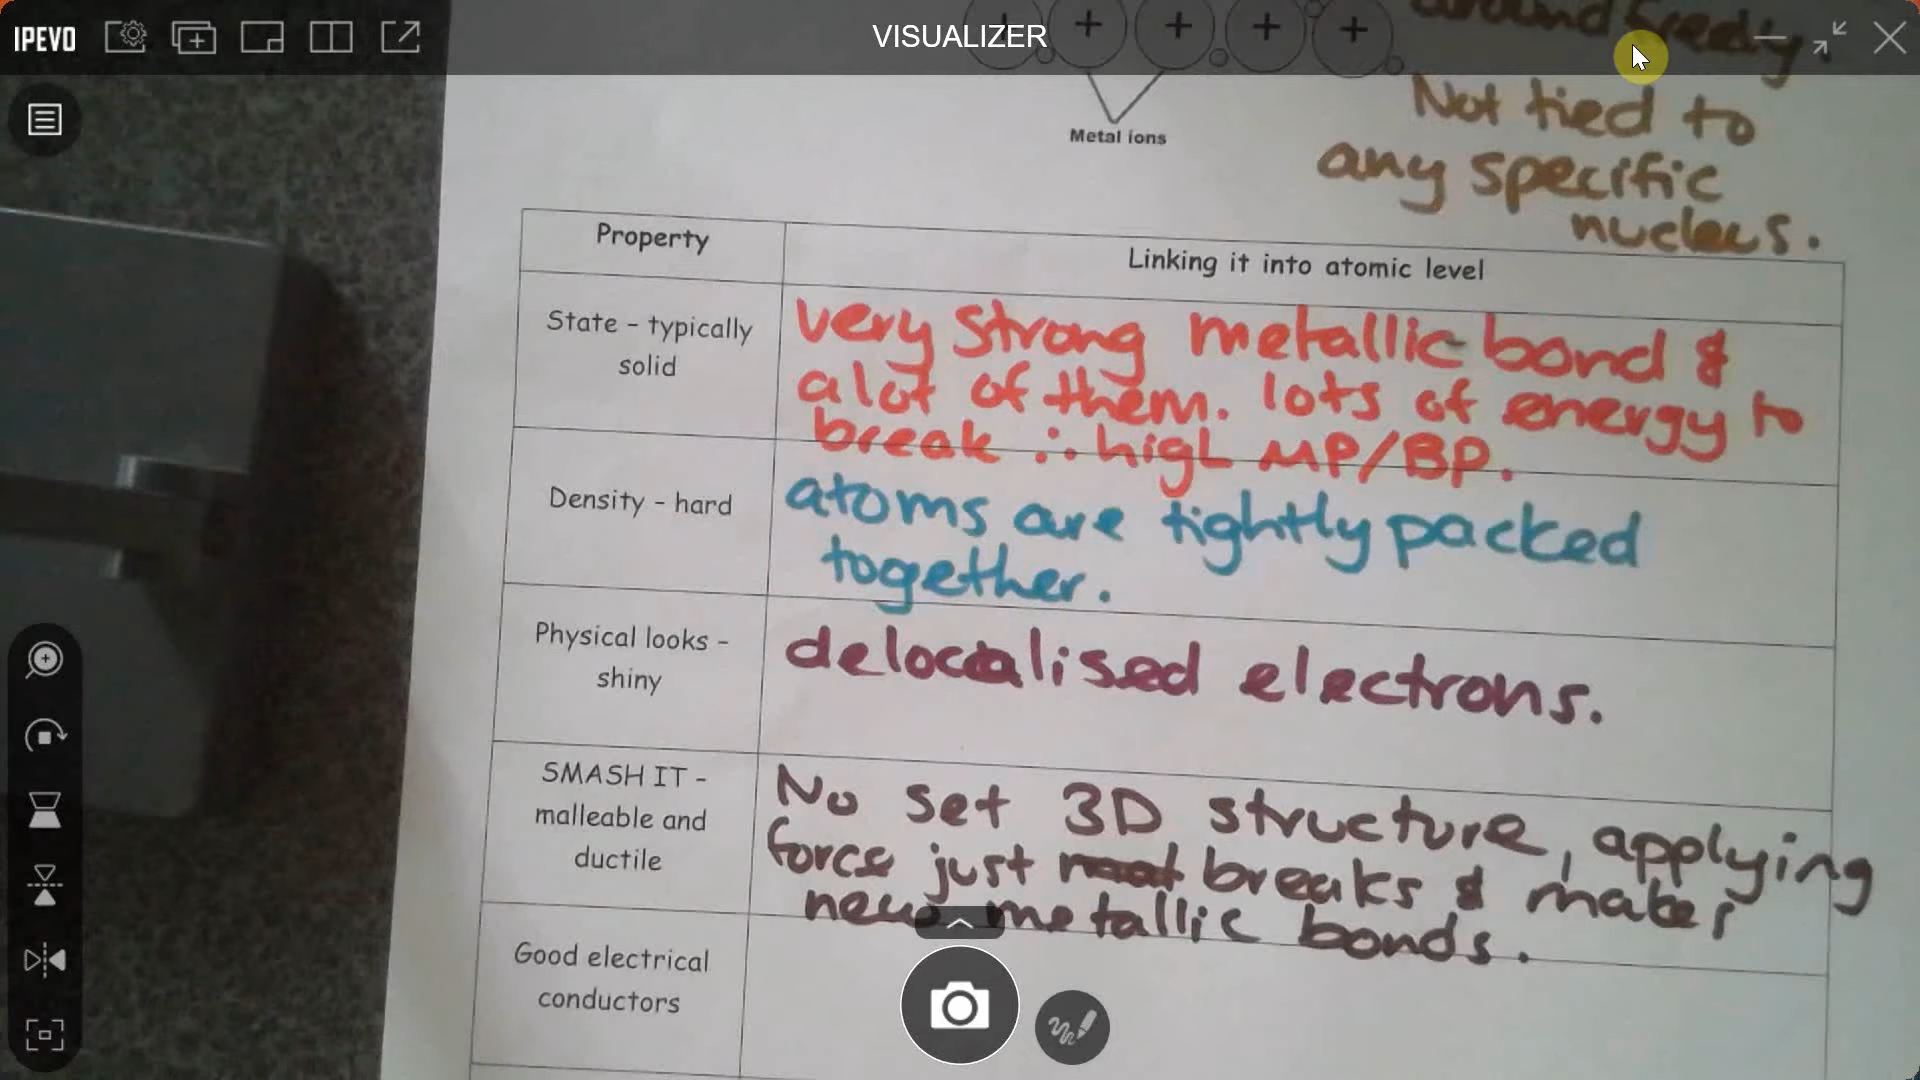 IPEVO
VISUALIZER
+ + + + +
around freely.
Not tied to
any specific
nucleus.
Metal ions
Property
Linking it into atomic level
State - typically
solid
very strong metallic bond &
alot of them. lots of energy to
break ∴ high MP/BP.
Density - hard
atoms are tightly packed
together.
Physical looks -
shiny
delocalised electrons.
SMASH IT -
malleable and
ductile
No set 3D structure, applying
force just breaks & makes
new metallic bonds.
Good electrical
conductors